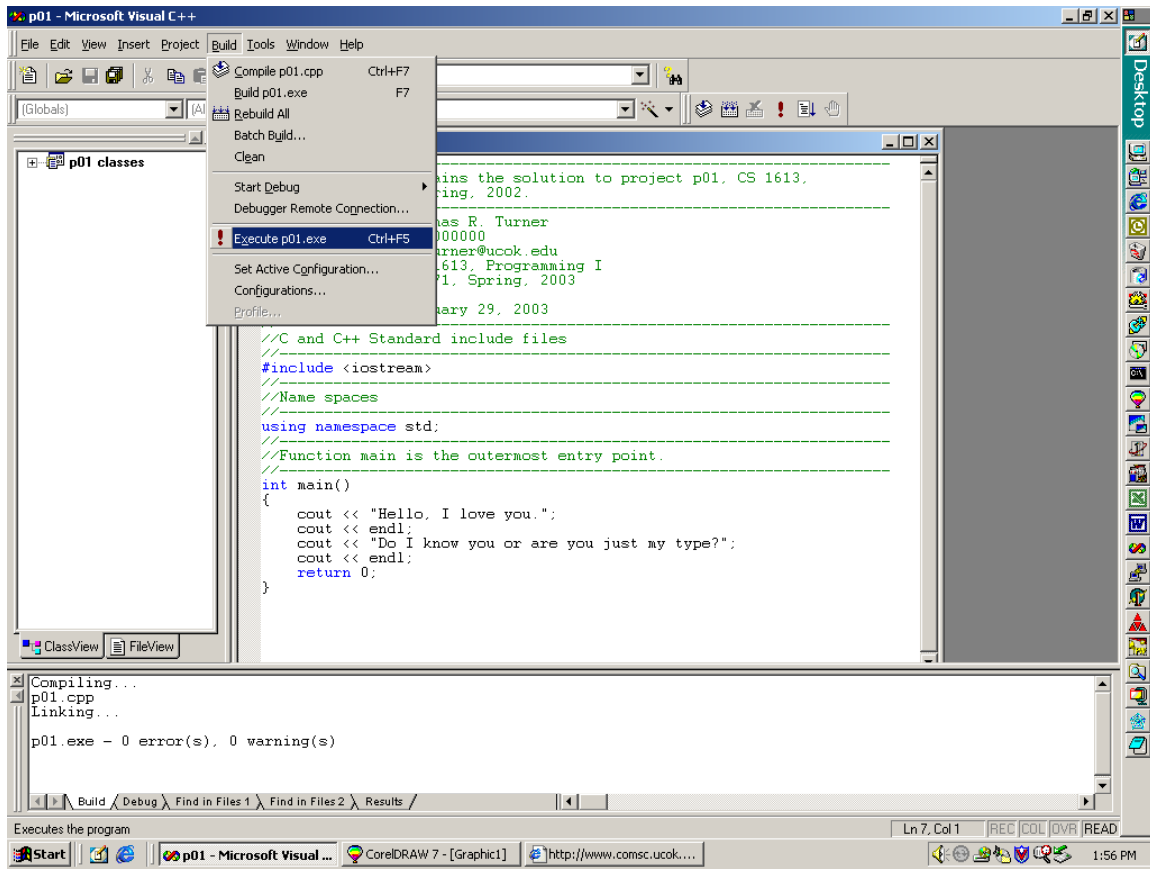 p01 - Microsoft Visual C++
File Edit View Insert Project Build Tools Window Help
Compile p01.cpp Ctrl+F7
Build p01.exe F7
Rebuild All
Batch Build...
Clean
Start Debug
Debugger Remote Connection...
Execute p01.exe Ctrl+F5
Set Active Configuration...
Configurations...
Profile...
(Globals)
p01 classes
ClassView FileView
ains the solution to project p01, CS 1613,
ing, 2002.
as R. Turner
000000
urner@ucok.edu
613, Programming I
71, Spring, 2003
ary 29, 2003
//C and C++ Standard include files
//
#include <iostream>
//
//Name spaces
//
using namespace std;
//
//Function main is the outermost entry point.
//
int main()
{
cout << "Hello, I love you.";
cout << endl;
cout << "Do I know you or are you just my type?";
cout << endl;
return 0;
}
Compiling...
p01.cpp
Linking...
p01.exe - 0 error(s), 0 warning(s)
Build Debug Find in Files 1 Find in Files 2 Results
Executes the program
Ln 7, Col 1 REC COL OVR READ
Start
p01 - Microsoft Visual ...
CorelDRAW 7 - [Graphic1]
http://www.comsc.ucok....
1:56 PM
Desktop